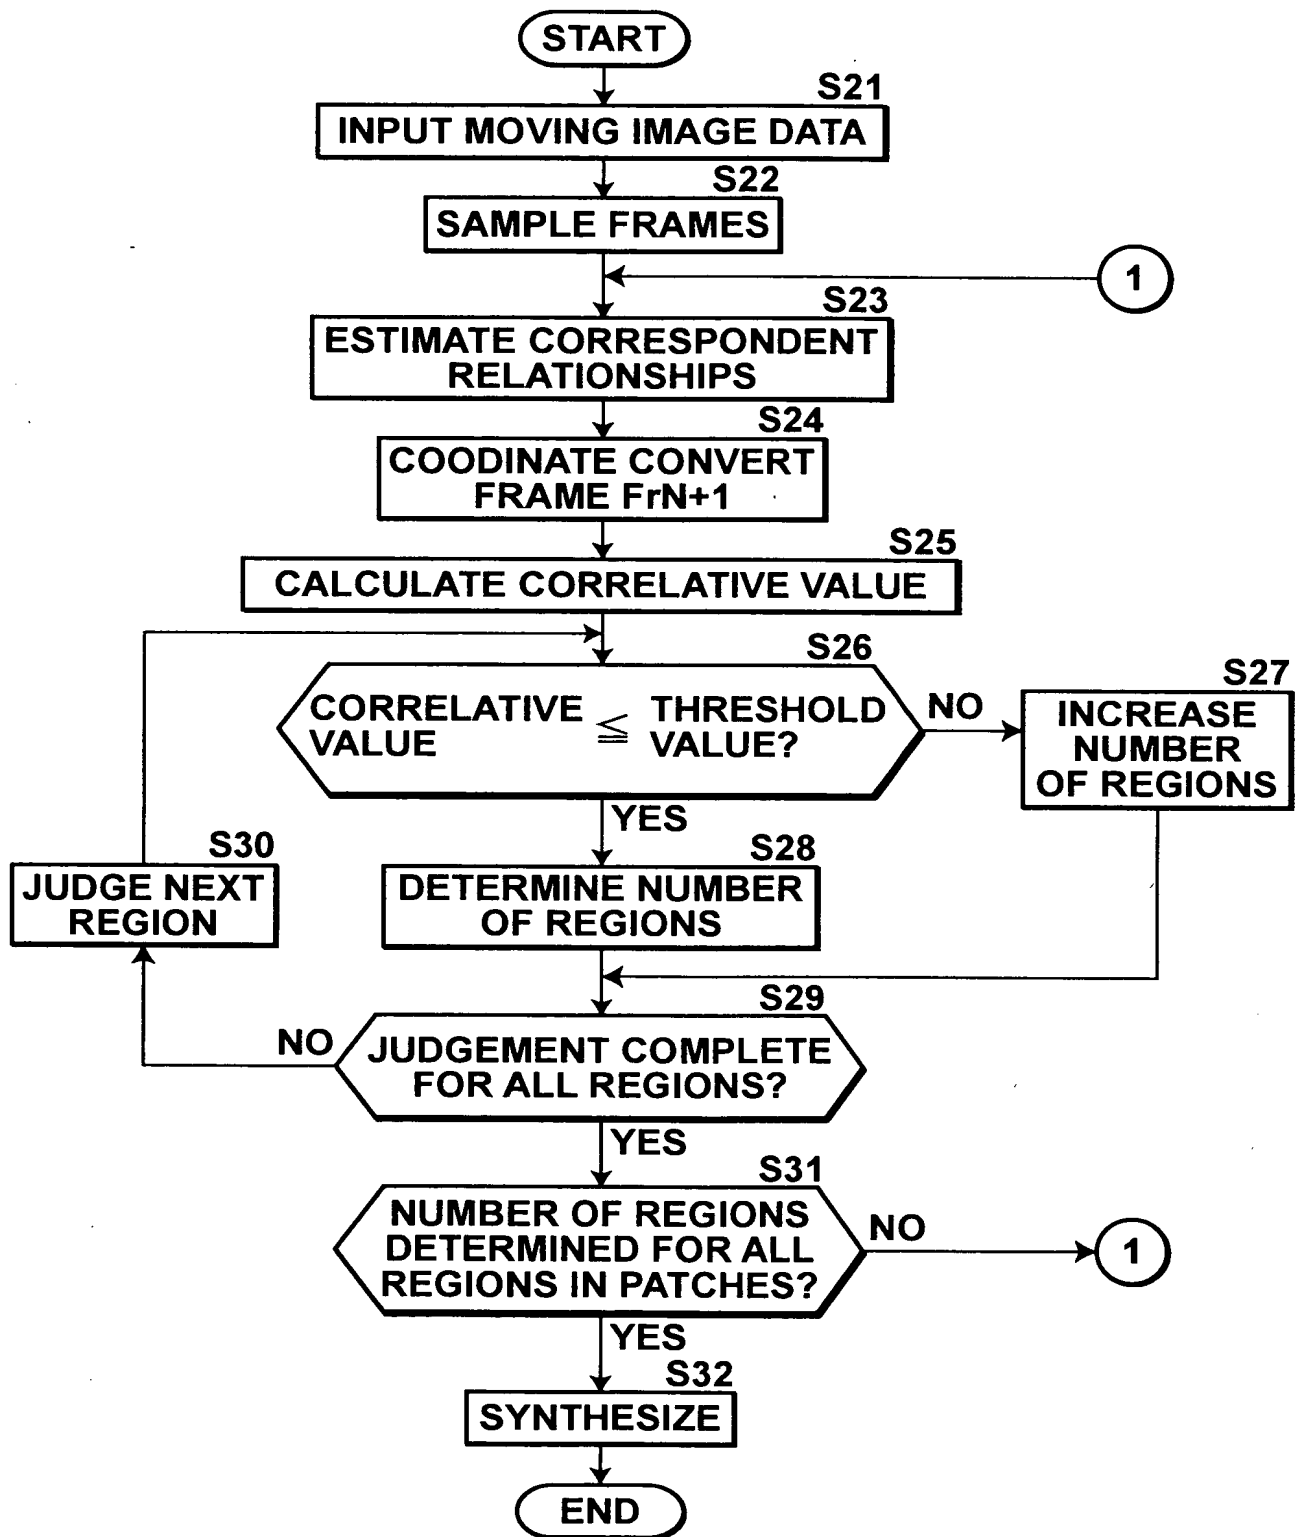 START
S21
INPUT MOVING IMAGE DATA
S22
SAMPLE FRAMES
1
S23
ESTIMATE CORRESPONDENT
RELATIONSHIPS
S24
COODINATE CONVERT
FRAME FrN+1
S25
CALCULATE CORRELATIVE VALUE
S26
CORRELATIVE
VALUE
≦
THRESHOLD
VALUE?
NO
S27
INCREASE
NUMBER
OF REGIONS
YES
S28
DETERMINE NUMBER
OF REGIONS
S30
JUDGE NEXT
REGION
S29
JUDGEMENT COMPLETE
FOR ALL REGIONS?
NO
YES
S31
NUMBER OF REGIONS
DETERMINED FOR ALL
REGIONS IN PATCHES?
NO
1
YES
S32
SYNTHESIZE
END